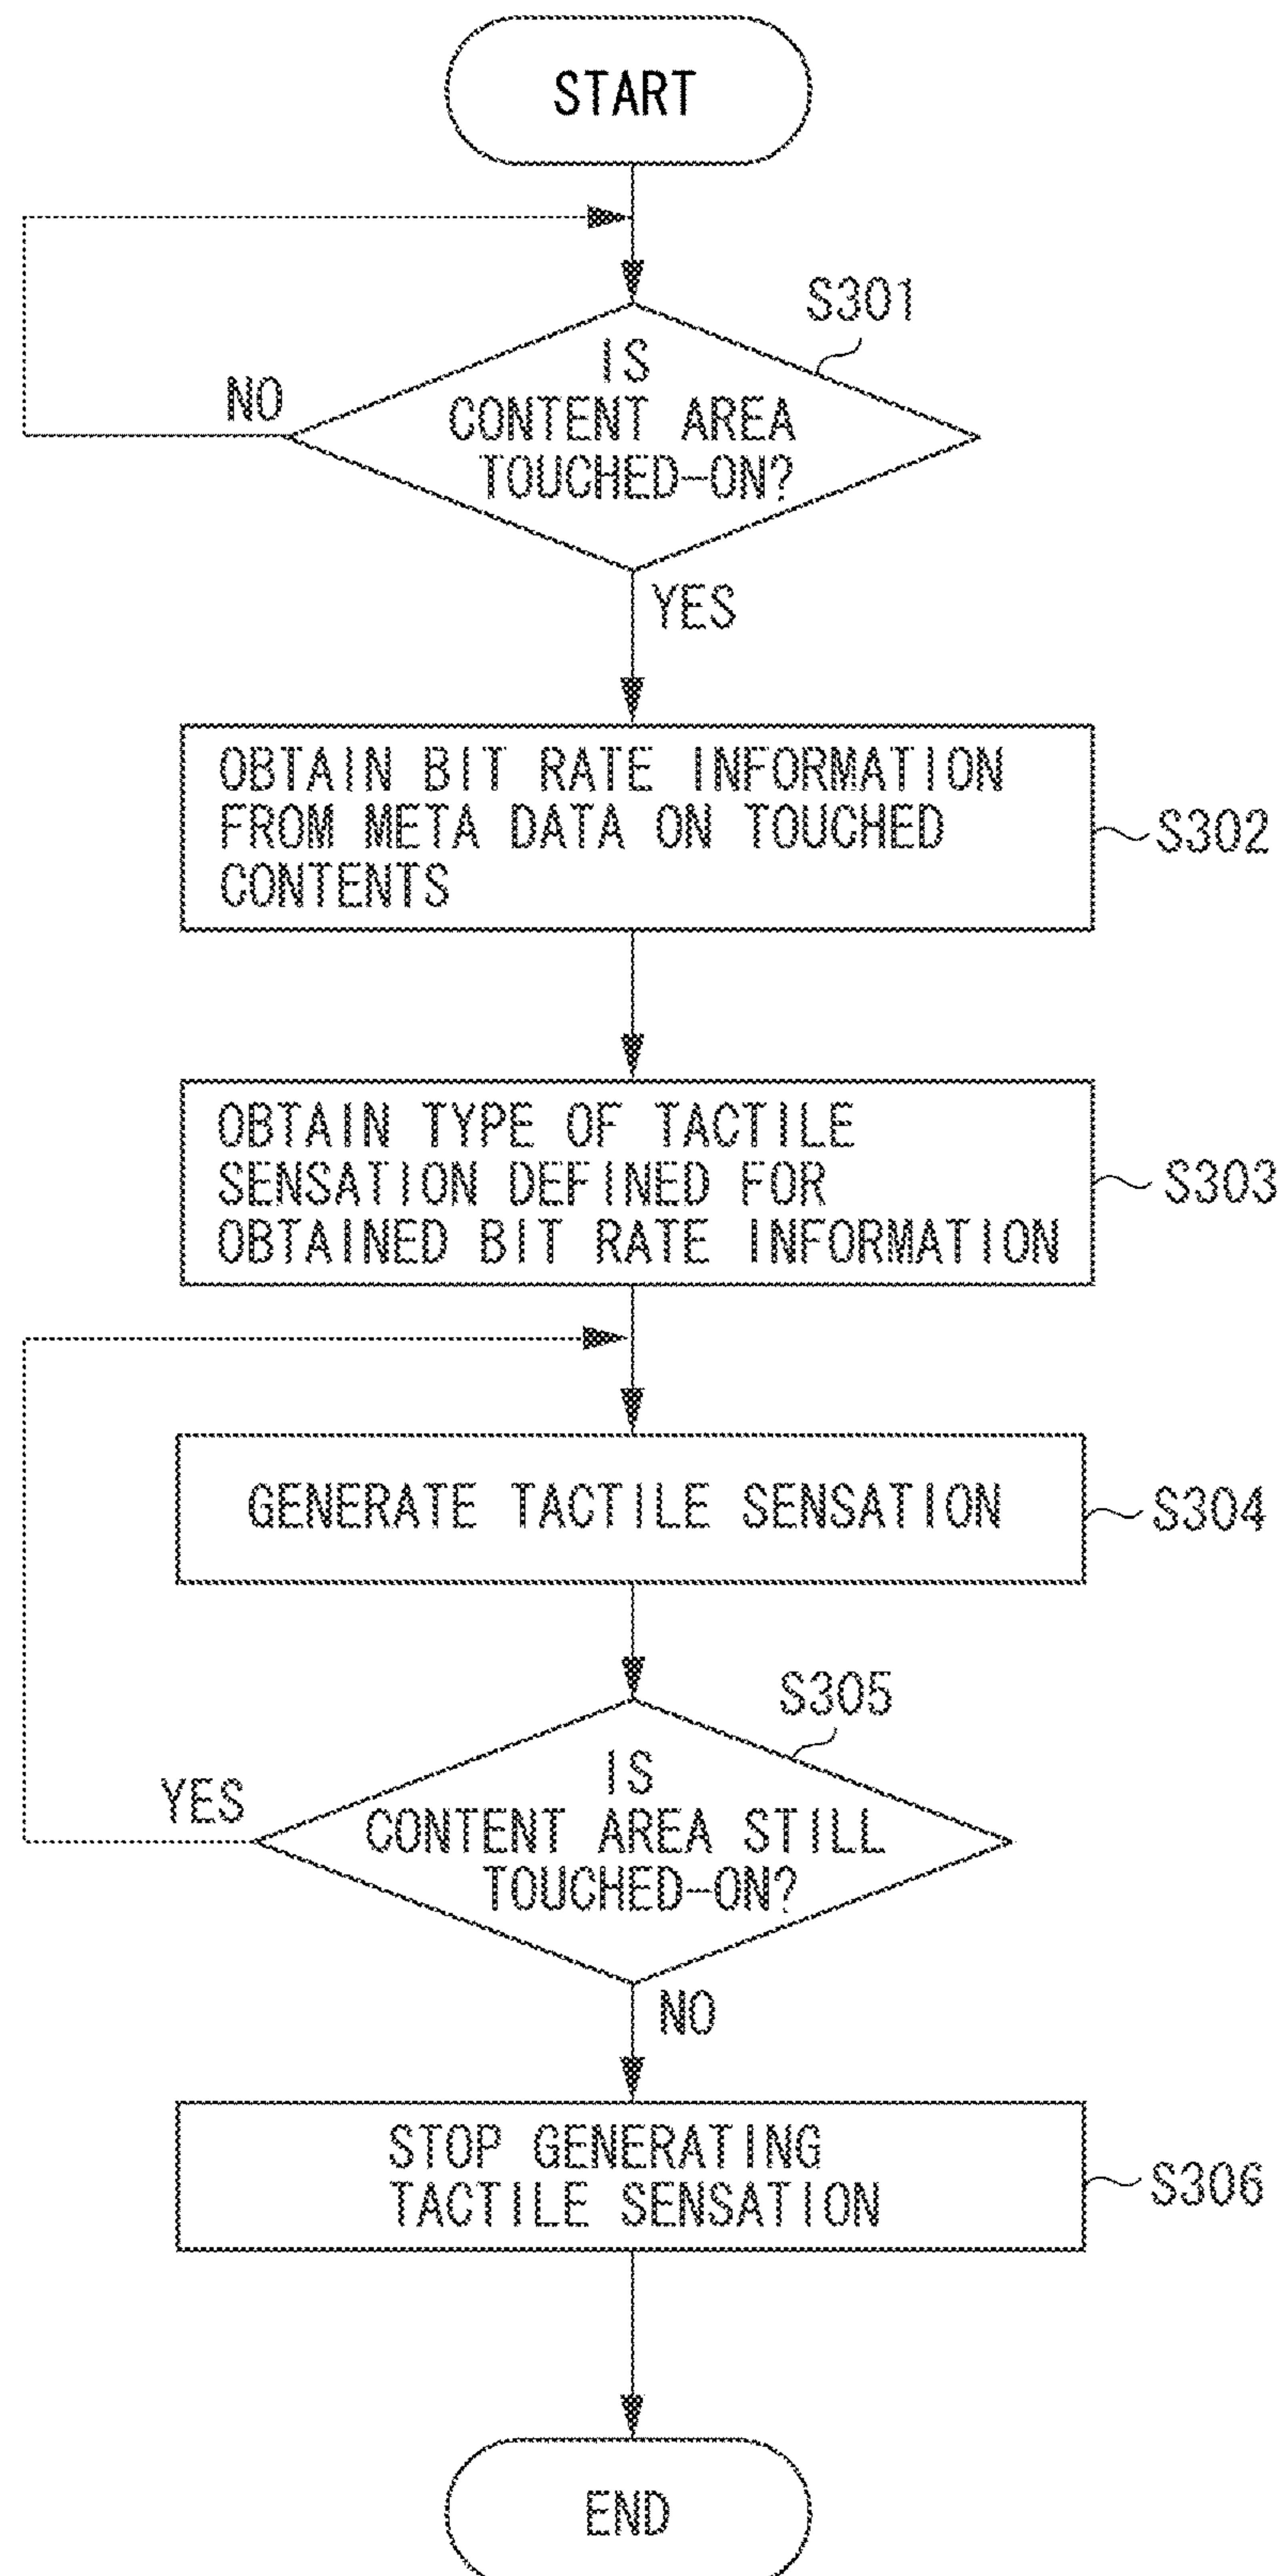 START
S301
IS
CONTENT AREA
TOUCHED-ON?
NO
YES
OBTAIN BIT RATE INFORMATION
FROM META DATA ON TOUCHED
CONTENTS
S302
OBTAIN TYPE OF TACTILE
SENSATION DEFINED FOR
OBTAINED BIT RATE INFORMATION
S303
GENERATE TACTILE SENSATION
S304
S305
IS
CONTENT AREA STILL
TOUCHED-ON?
YES
NO
STOP GENERATING
TACTILE SENSATION
S306
END